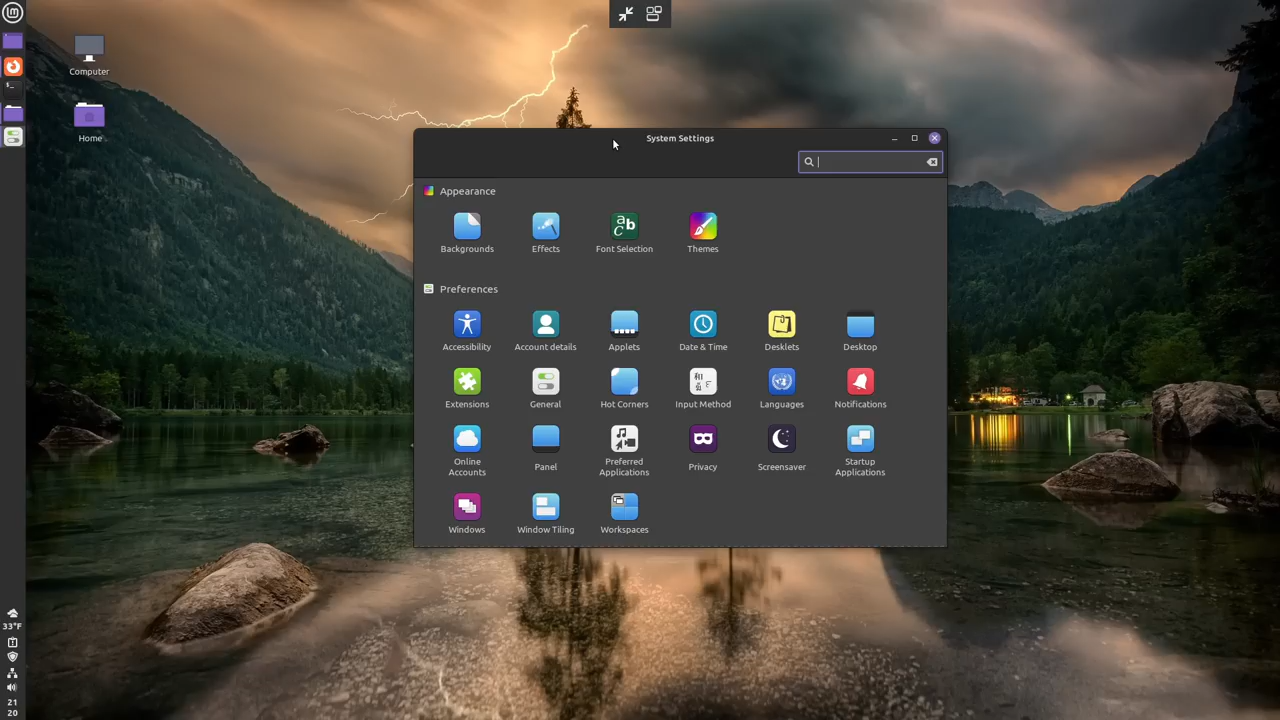 Computer
Home
System Settings
Appearance
Backgrounds
Effects
Font Selection
Themes
Preferences
Accessibility
Account details
Applets
Date & Time
Desklets
Desktop
Extensions
General
Hot Corners
Input Method
Languages
Notifications
Online
Accounts
Panel
Preferred
Applications
Privacy
Screensaver
Startup
Applications
Windows
Window Tiling
Workspaces
33°F
21
20